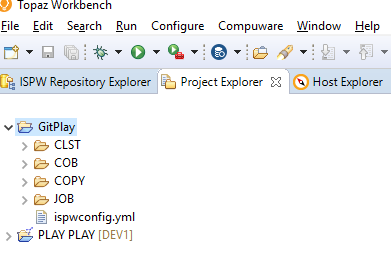 Topaz Workbench
File Edit Search Run Configure Compuware Window Help
ISPW Repository Explorer Project Explorer Host Explorer
GitPlay
CLST
COB
COPY
JOB
ispwconfig.yml
PLAY PLAY [DEV1]